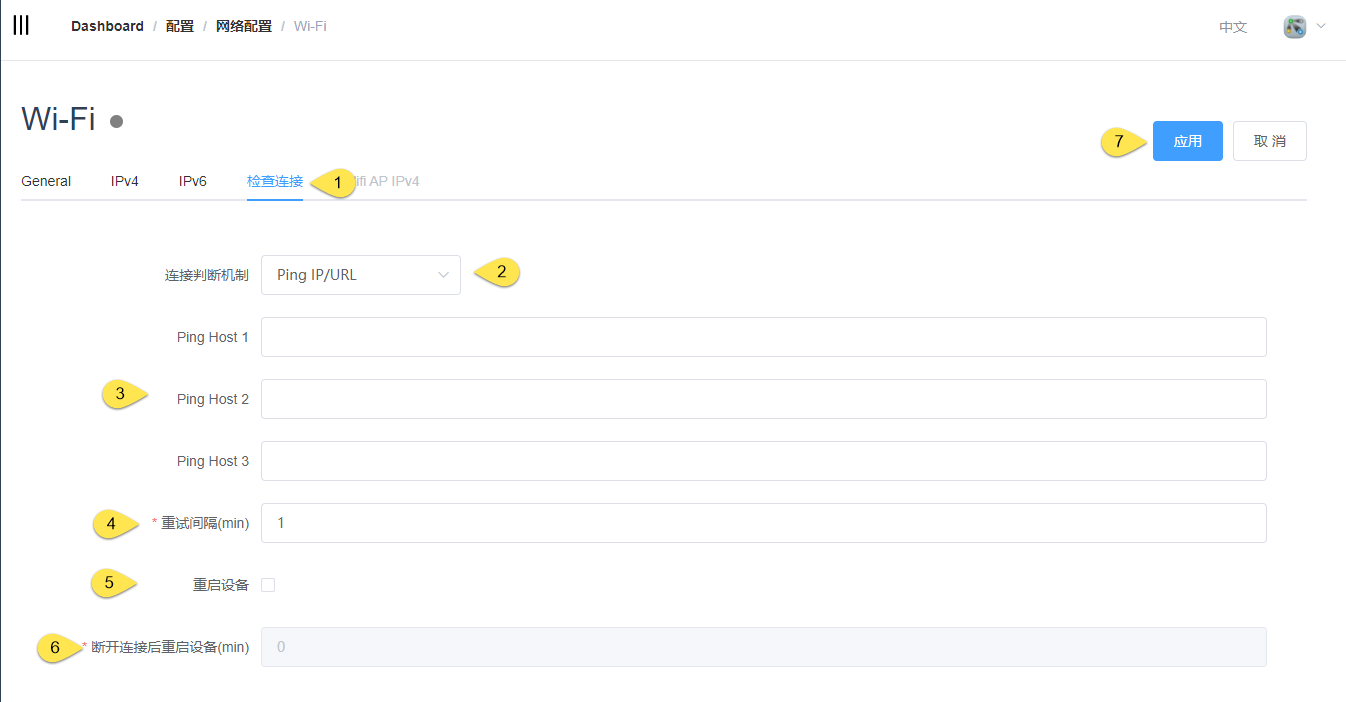 Dashboard / 配置 / 网络配置 / Wi-Fi
中文
Wi-Fi
7 应用 取 消
General IPv4 IPv6 检查连接 1 ifi AP IPv4
连接判断机制 Ping IP/URL 2
Ping Host 1
3 Ping Host 2
Ping Host 3
4 * 重试间隔(min) 1
5 重启设备
6 * 断开连接后重启设备(min) 0